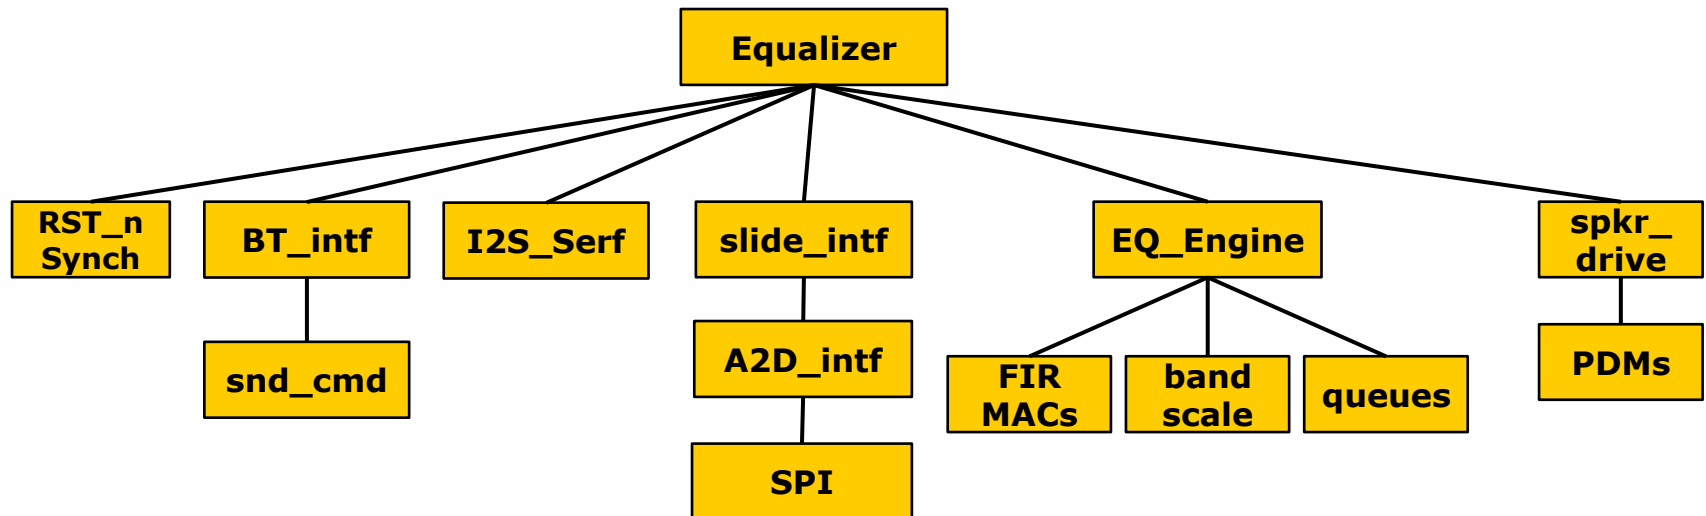 Equalizer
RST_n
Synch
BT_intf
I2S_Serf
slide_intf
EQ_Engine
spkr_
drive
snd_cmd
A2D_intf
FIR
MACs
band
scale
queues
PDMs
SPI